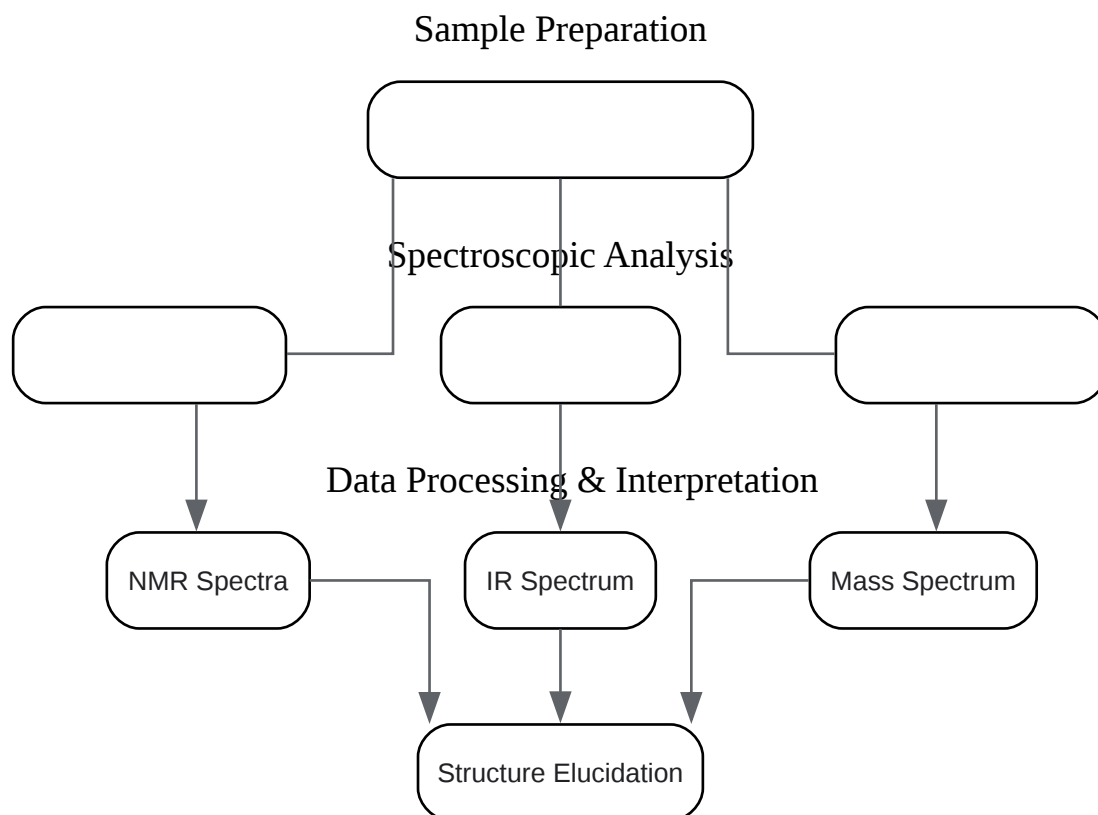 Sample Preparation
Spectroscopic Analysis
Data Processing & Interpretation
NMR Spectra
IR Spectrum
Mass Spectrum
Structure Elucidation